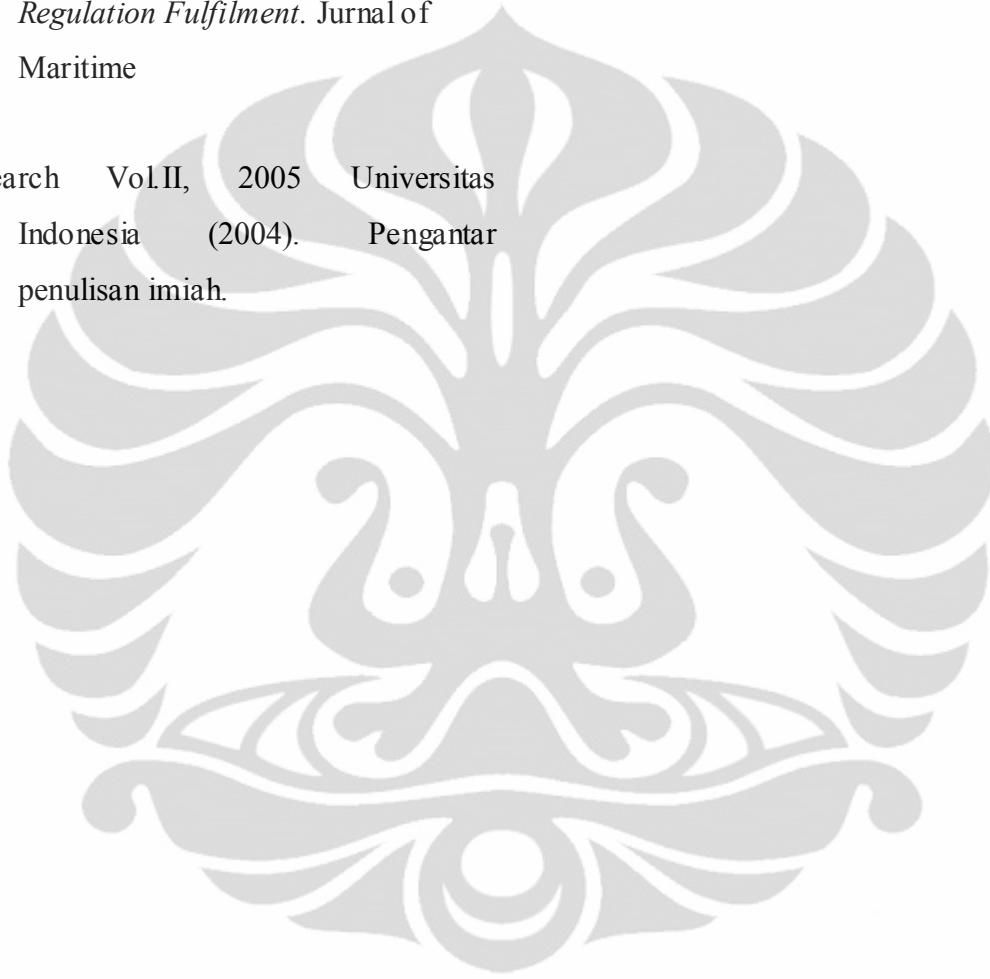 Regulation Fulfilment. Jurnal of
Maritime
earch Vol.II, 2005 Universitas
Indonesia (2004). Pengantar
penulisan imiah.